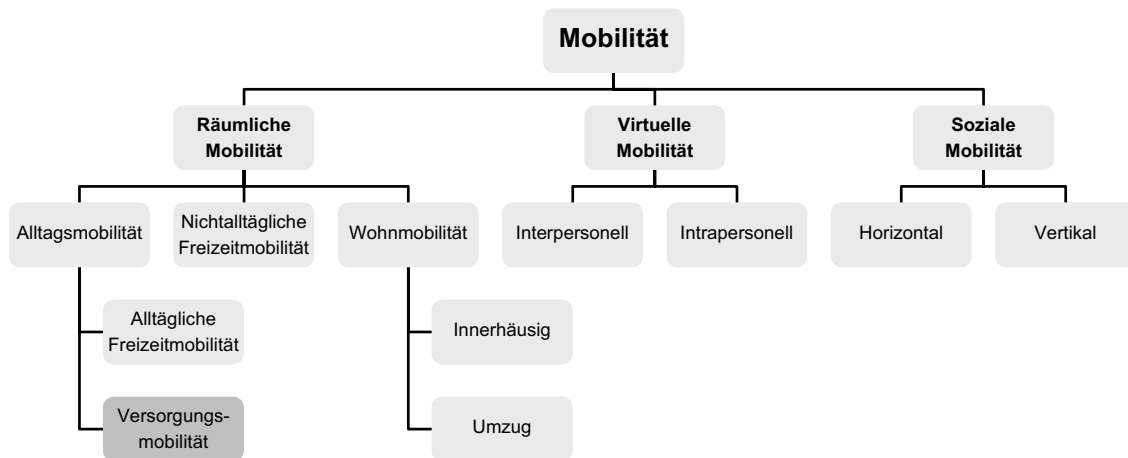 Mobilität
Räumliche
Mobilität
Virtuelle
Mobilität
Soziale
Mobilität
Alltagsmobilität
Nichtalltägliche
Freizeitmobilität
Wohnmobilität
Interpersonell
Intrapersonell
Horizontal
Vertikal
Alltägliche
Freizeitmobilität
Innerhäusig
Versorgungs-
mobilität
Umzug